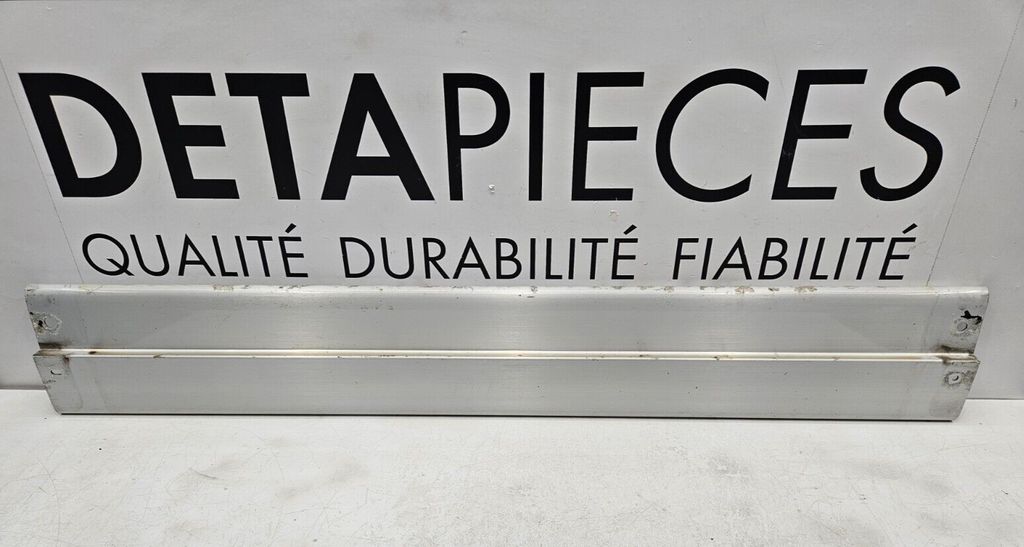 DETAPIECES
QUALITÉ DURABILITÉ FIABILITÉ